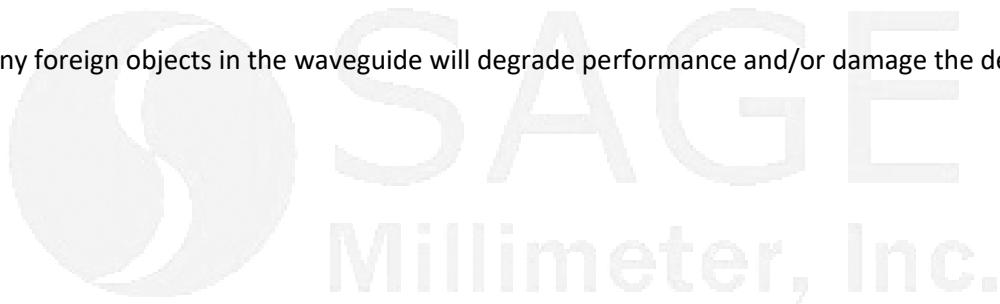 ny foreign objects in the waveguide will degrade performance and/or damage the de
SAGE
Millimeter, Inc.